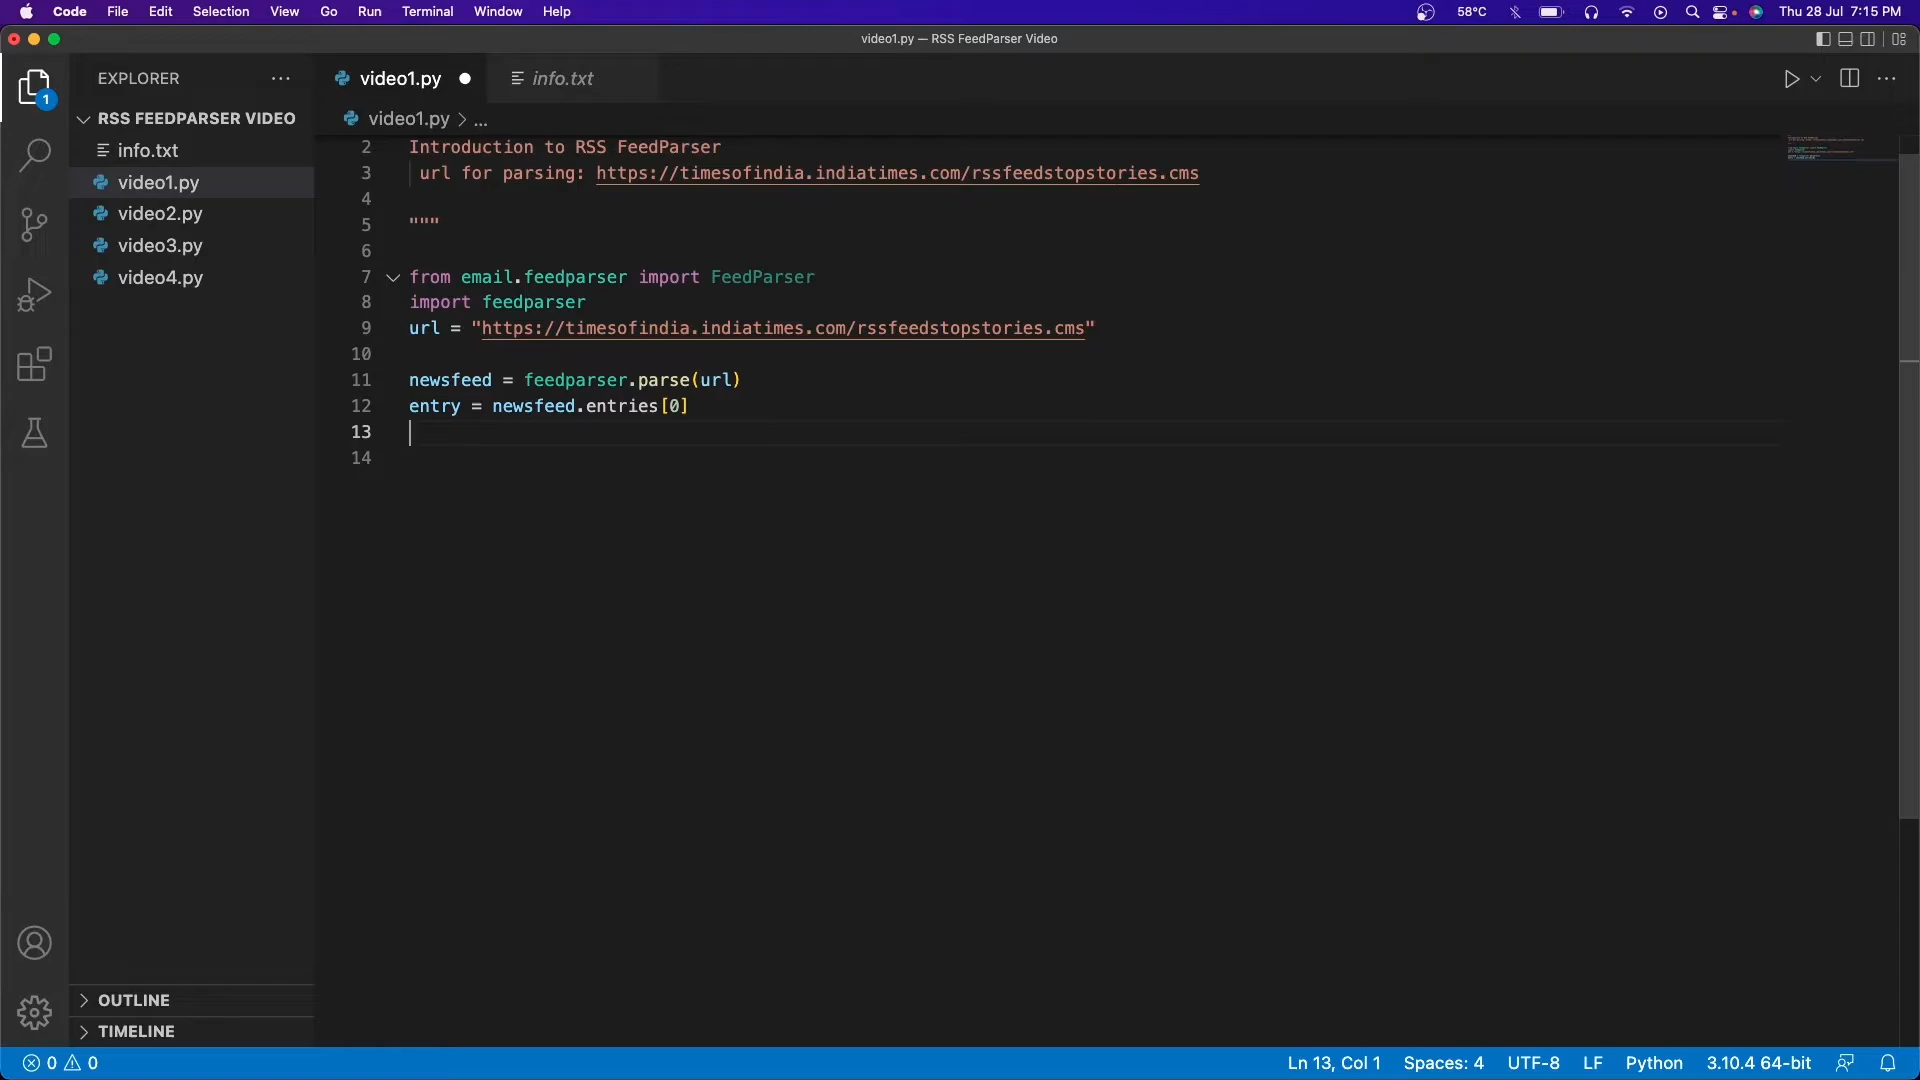 Code File Edit Selection View Go Run Terminal Window Help 58°C Thu 28 Jul 7:15 PM
video1.py — RSS FeedParser Video
EXPLORER ...
video1.py info.txt
RSS FEEDPARSER VIDEO
video1.py > ...
info.txt
video1.py
video2.py
video3.py
video4.py
1
2 Introduction to RSS FeedParser
3 url for parsing: https://timesofindia.indiatimes.com/rssfeedstopstories.cms
4
5 """
6
7 from email.feedparser import FeedParser
8 import feedparser
9 url = "https://timesofindia.indiatimes.com/rssfeedstopstories.cms"
10
11 newsfeed = feedparser.parse(url)
12 entry = newsfeed.entries[0]
13
14
OUTLINE
TIMELINE
0 0 Ln 13, Col 1 Spaces: 4 UTF-8 LF Python 3.10.4 64-bit